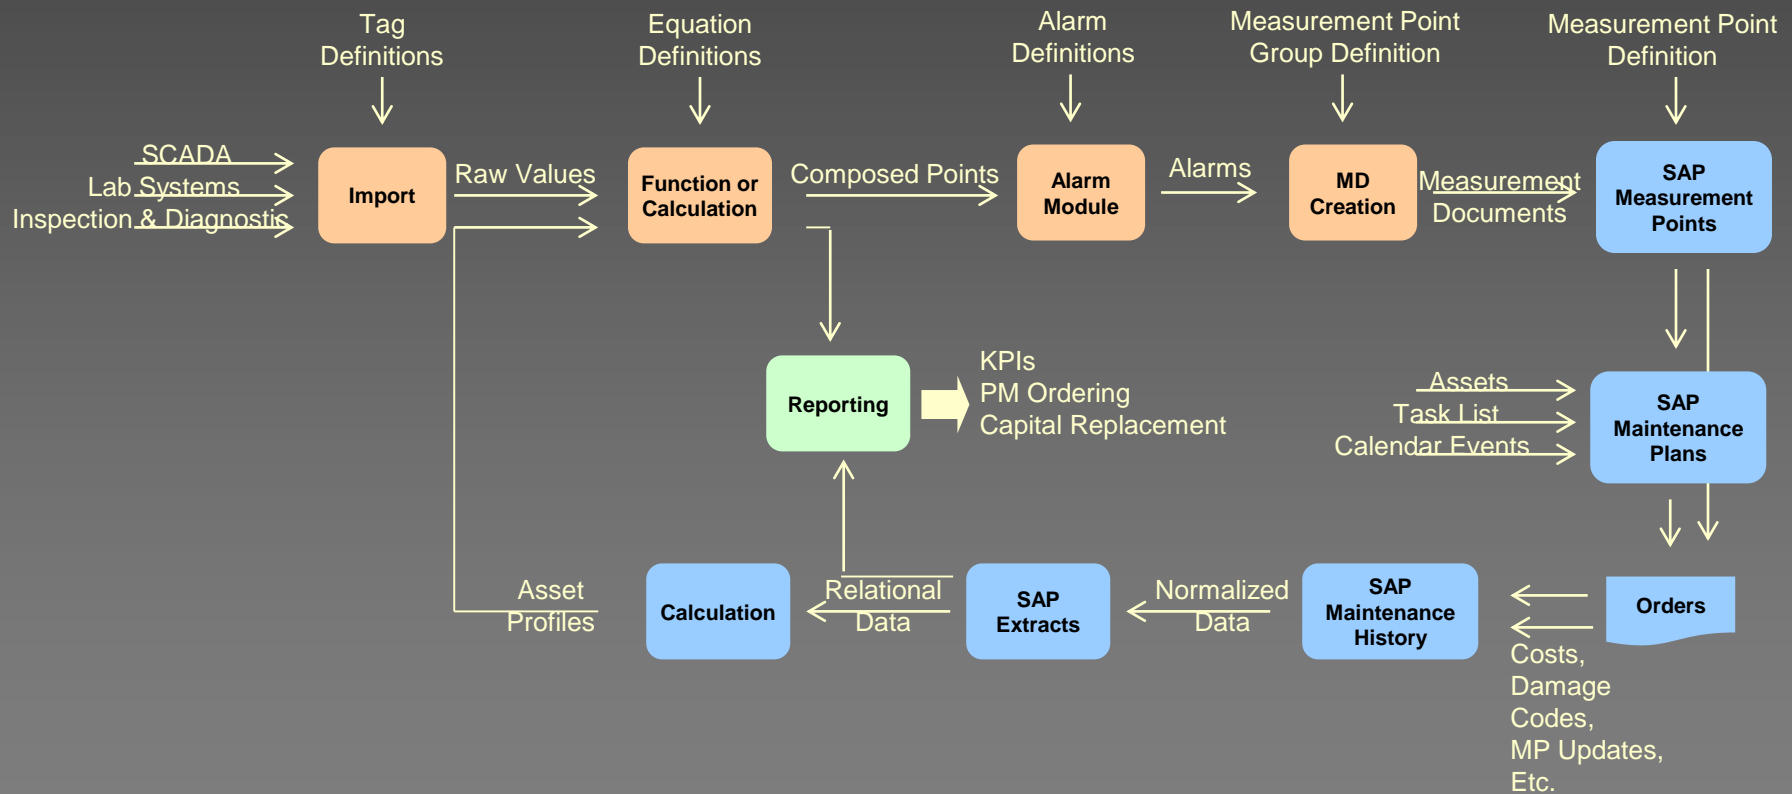 Tag
Definitions
Equation
Definitions
Alarm
Definitions
Measurement Point
Group Definition
Measurement Point
Definition
SCADA
Lab Systems
Inspection & Diagnostic
Import
Raw Values
Function or
Calculation
Composed Points
Alarm
Module
Alarms
MD
Creation
Measurement
Documents
SAP
Measurement
Points
Reporting
KPIs
PM Ordering
Capital Replacement
Assets
Task List
Calendar Events
SAP
Maintenance
Plans
Asset
Profiles
Calculation
Relational
Data
SAP
Extracts
Normalized
Data
SAP
Maintenance
History
Orders
Costs,
Damage
Codes,
MP Updates,
Etc.